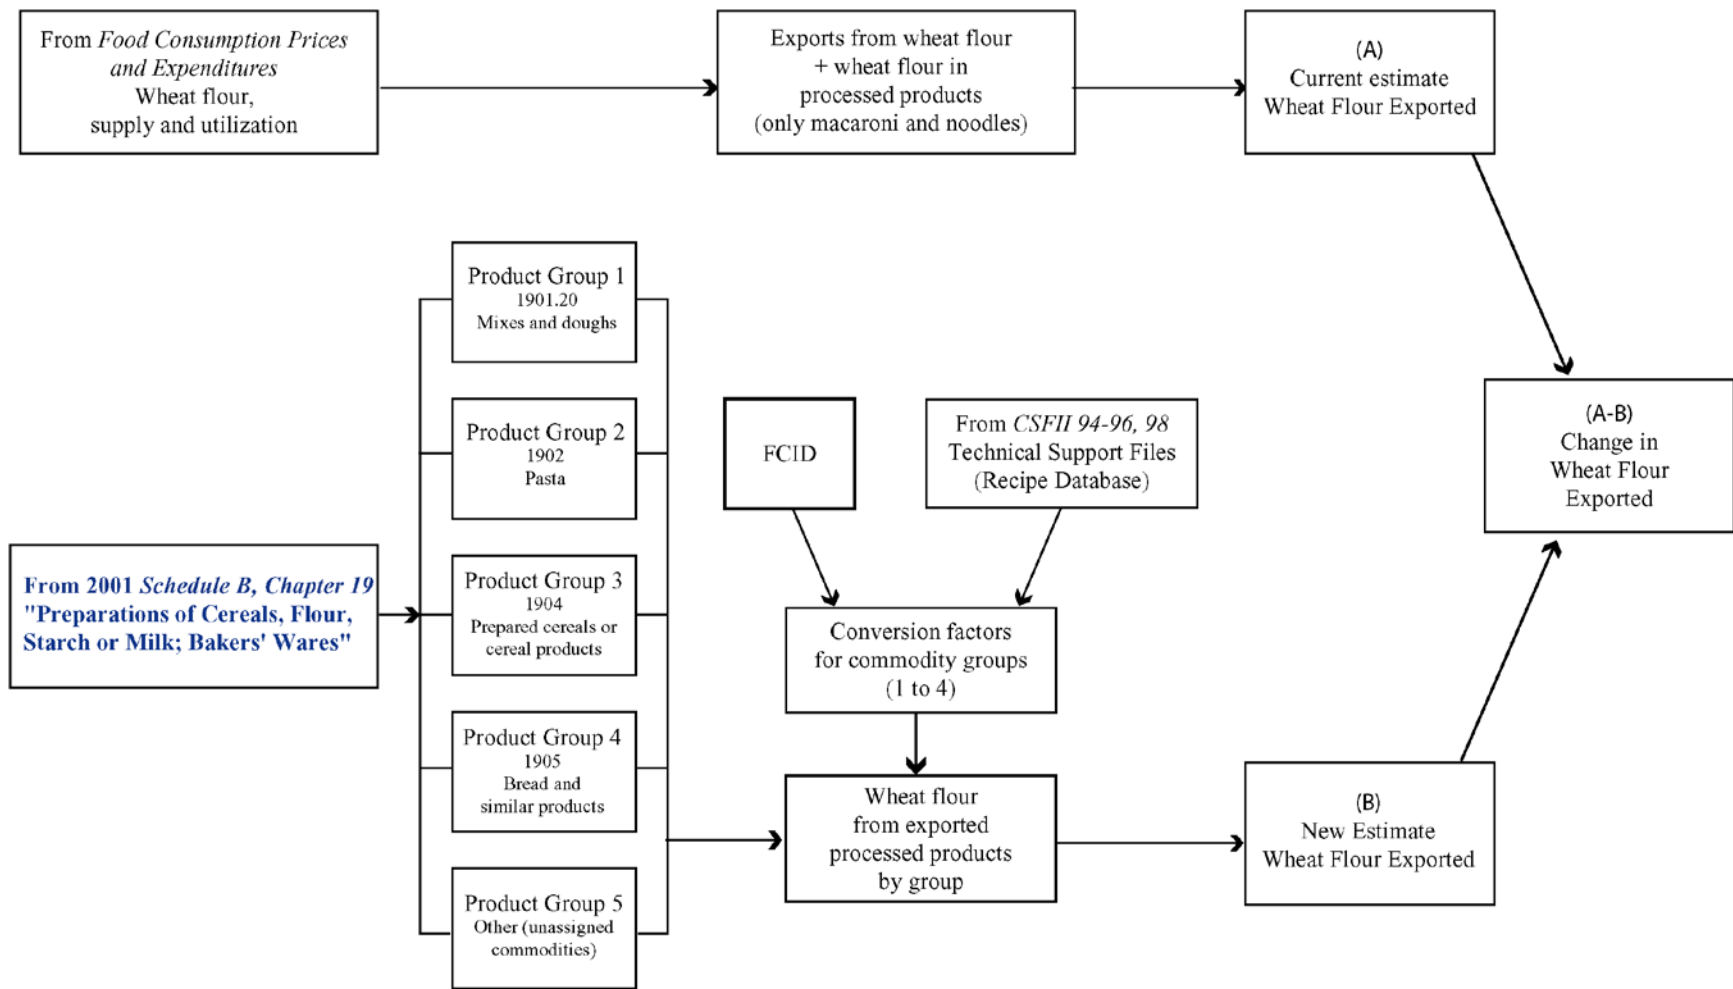 From Food Consumption Prices
and Expenditures
Wheat flour,
supply and utilization
Exports from wheat flour
+ wheat flour in
processed products
(only macaroni and noodles)
(A)
Current estimate
Wheat Flour Exported
Product Group 1
1901.20
Mixes and doughs
Product Group 2
1902
Pasta
FCID
From CSFII 94-96, 98
Technical Support Files
(Recipe Database)
(A-B)
Change in
Wheat Flour
Exported
From 2001 Schedule B, Chapter 19
"Preparations of Cereals, Flour,
Starch or Milk; Bakers' Wares"
Product Group 3
1904
Prepared cereals or
cereal products
Conversion factors
for commodity groups
(1 to 4)
Product Group 4
1905
Bread and
similar products
Wheat flour
from exported
processed products
by group
(B)
New Estimate
Wheat Flour Exported
Product Group 5
Other (unassigned
commodities)